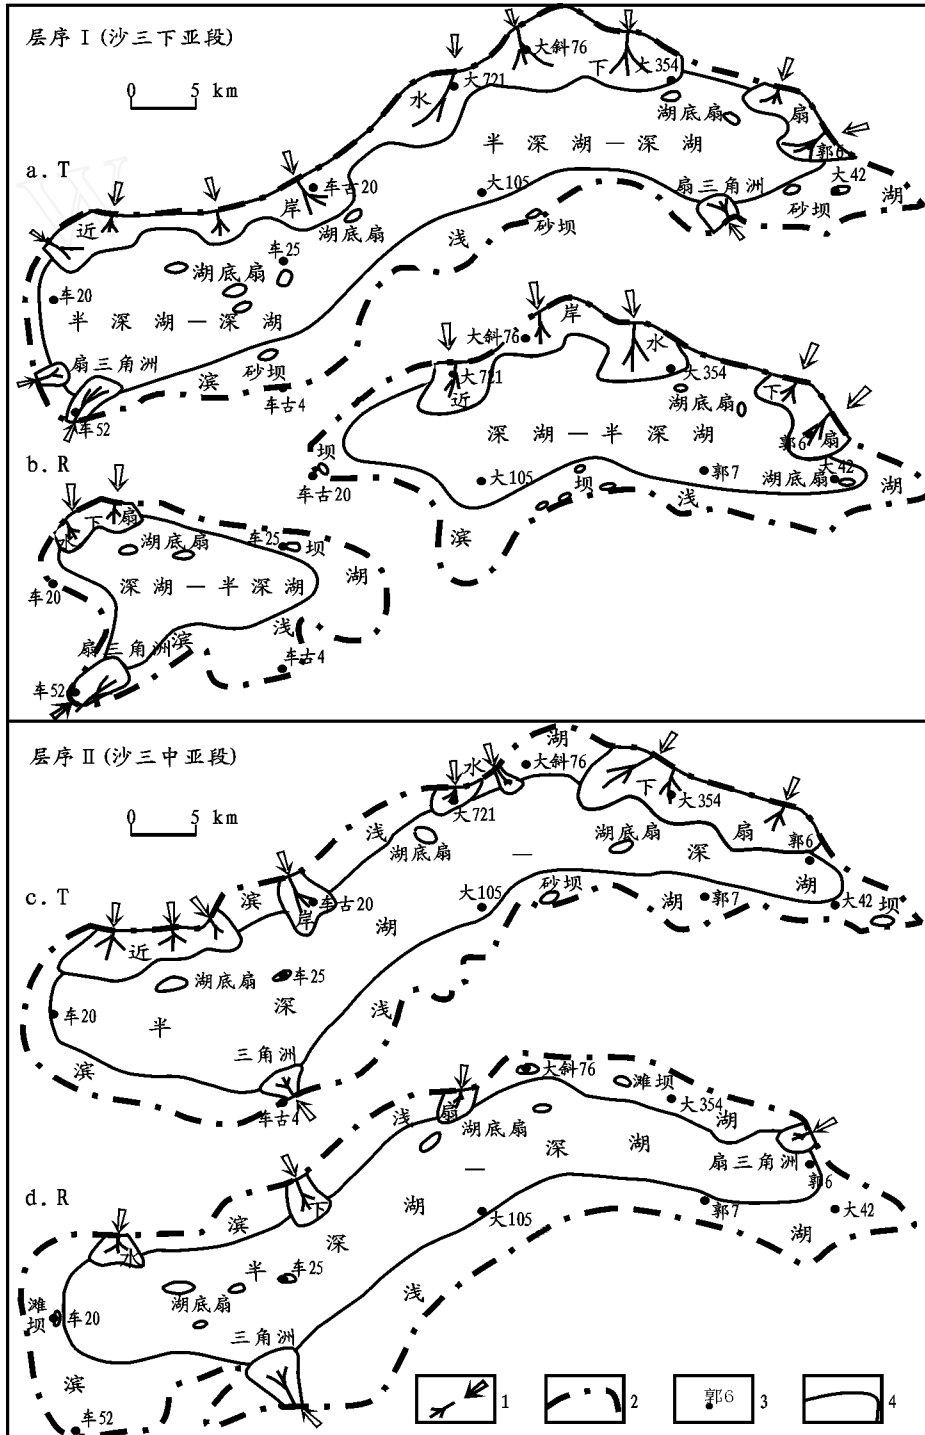 层序Ⅰ(沙三下亚段)
0 5 km
a. T
大斜76
下
大354
大721
水
扇
湖底扇
半深湖—深湖
郭6
车古20
岸
大105
扇三角洲
大42
湖
近
湖底扇
浅
砂坝
砂坝
车25
湖底扇
车20
半深湖—深湖
扇三角洲
砂坝
滨
车古4
车52
b. R
岸
大斜76
水
大721
近
大354
湖底扇
下
深湖—半深湖
郭6
扇
坝
车古20
大105
坝
郭7
大42
湖底扇
湖
浅
滨
水
下
扇
湖底扇
车25
坝
湖
车20
深湖—半深湖
浅
扇三角洲
滨
车古4
车52
层序Ⅱ(沙三中亚段)
0 5 km
c. T
湖
水
大斜76
大721
下
大354
浅
湖底扇
湖底扇
扇
深
郭6
—
滨
车古20
大105
砂坝
湖
湖
郭7
大42
坝
岸
湖
近
湖底扇
车25
深
浅
车20
半
滨
三角洲
车古4
d. R
大斜76
滩坝
大354
浅
扇
湖底扇
湖
深
湖
扇三角洲
郭6
—
滨
下
湖
大105
郭7
大42
湖
水
深
半
车25
浅
湖底扇
滩坝
车20
三角洲
滨
车52
1
2
郭6
3
4